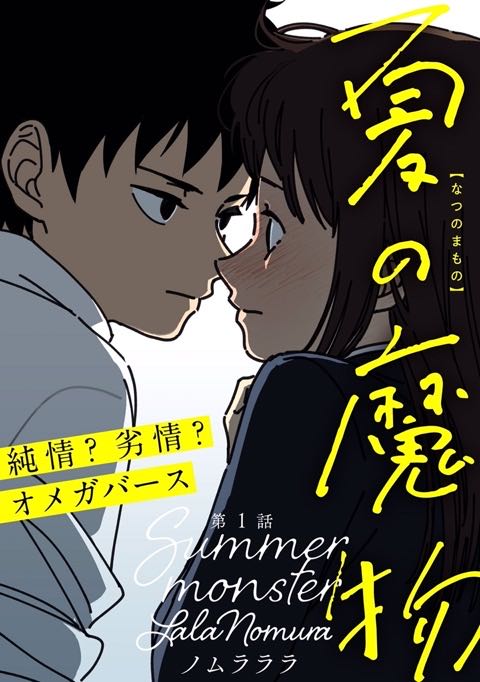 夏の魔物
【なつのまもの】
純情？劣情？
オメガバース
第1話
Summer
monster
Lala Nomura
ノムラララ